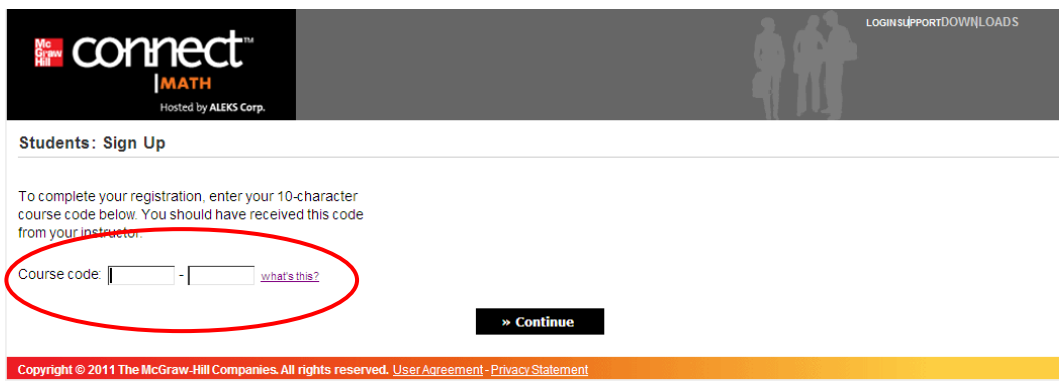 LOGIN SUPPORT DOWNLOADS
Mc Graw Hill connect™
MATH
Hosted by ALEKS Corp.
Students: Sign Up
To complete your registration, enter your 10-character
course code below. You should have received this code
from your instructor.
Course code: - what's this?
» Continue
Copyright © 2011 The McGraw-Hill Companies. All rights reserved. User Agreement - Privacy Statement